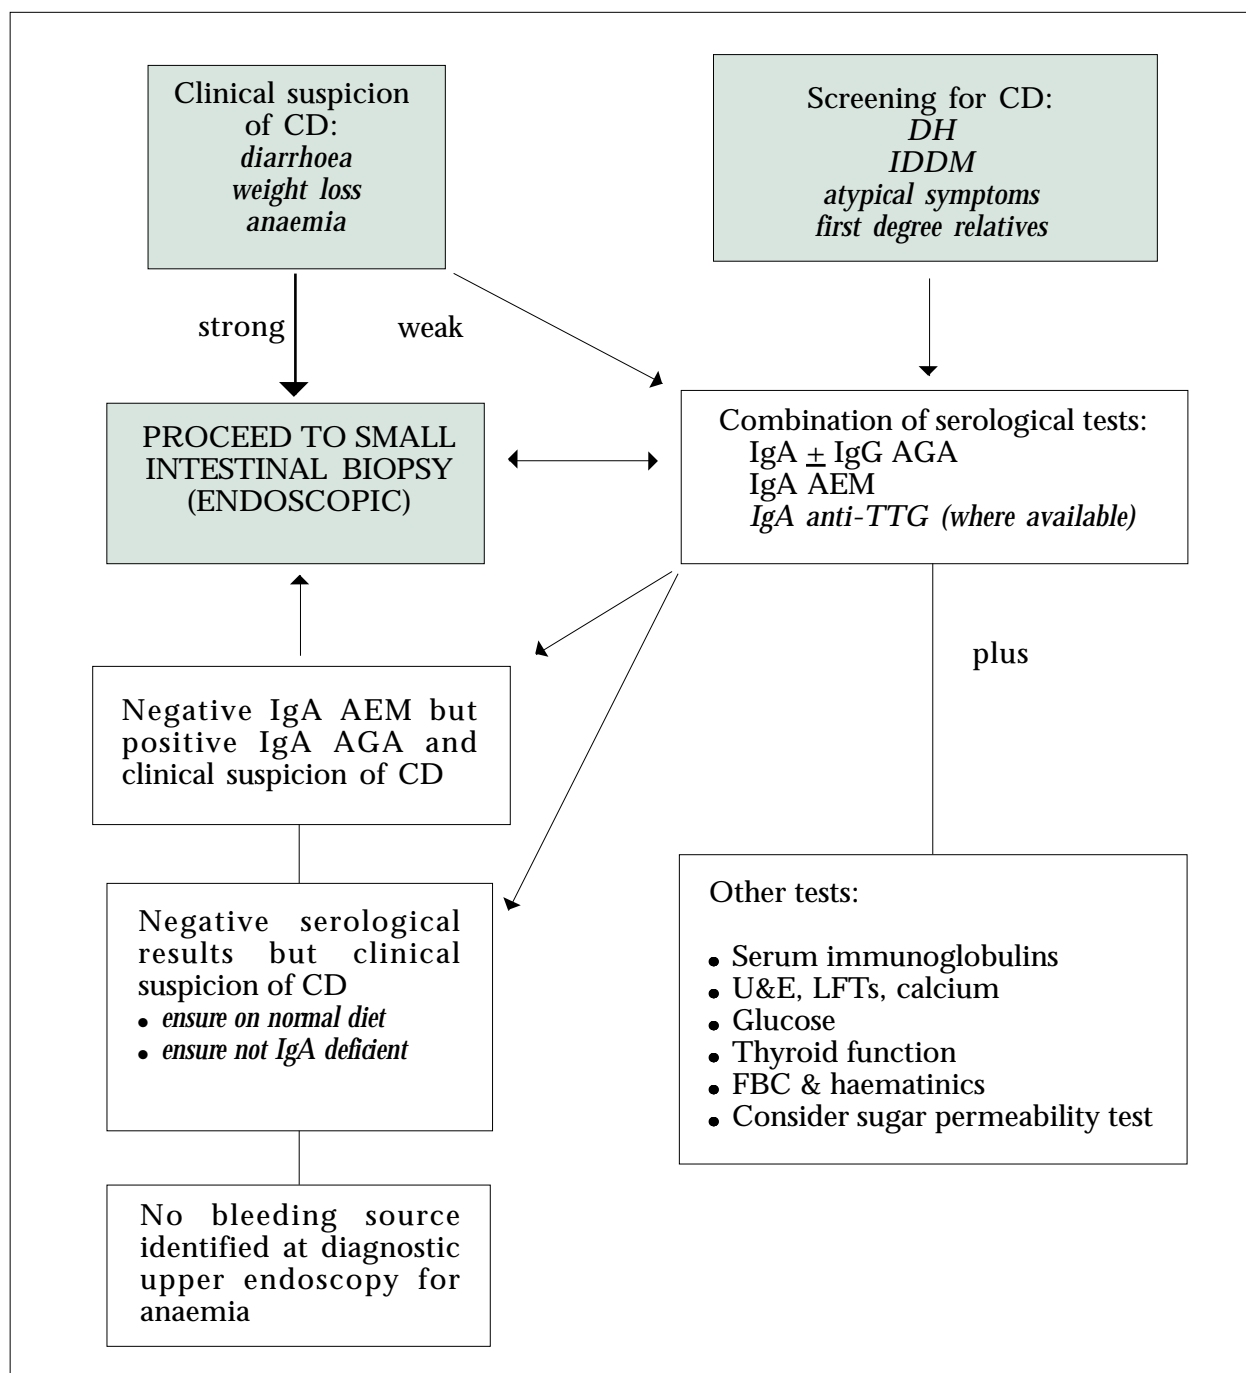 Clinical suspicion
of CD:
diarrhoea
weight loss
anaemia
Screening for CD:
DH
IDDM
atypical symptoms
first degree relatives
strong
weak
PROCEED TO SMALL
INTESTINAL BIOPSY
(ENDOSCOPIC)
Combination of serological tests:
IgA ± IgG AGA
IgA AEM
IgA anti-TTG (where available)
plus
Negative IgA AEM but
positive IgA AGA and
clinical suspicion of CD
Negative serological
results but clinical
suspicion of CD
• ensure on normal diet
• ensure not IgA deficient
Other tests:
• Serum immunoglobulins
• U&E, LFTs, calcium
• Glucose
• Thyroid function
• FBC & haematinics
• Consider sugar permeability test
No bleeding source
identified at diagnostic
upper endoscopy for
anaemia